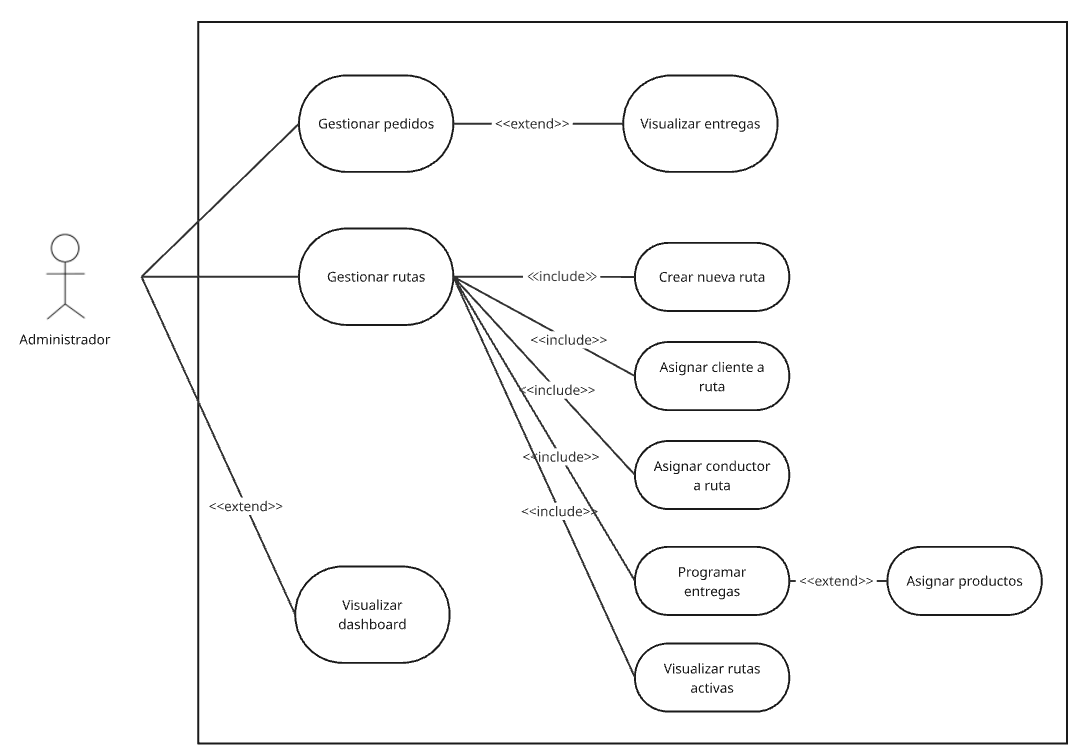 Gestionar pedidos
<<extend>>
Visualizar entregas
Administrador
Gestionar rutas
<<include>>
Crear nueva ruta
<<include>>
Asignar cliente a
ruta
<<include>>
Asignar conductor
a ruta
<<include>>
<<include>>
Programar
entregas
<<extend>>
Asignar productos
<<extend>>
Visualizar
dashboard
Visualizar rutas
activas